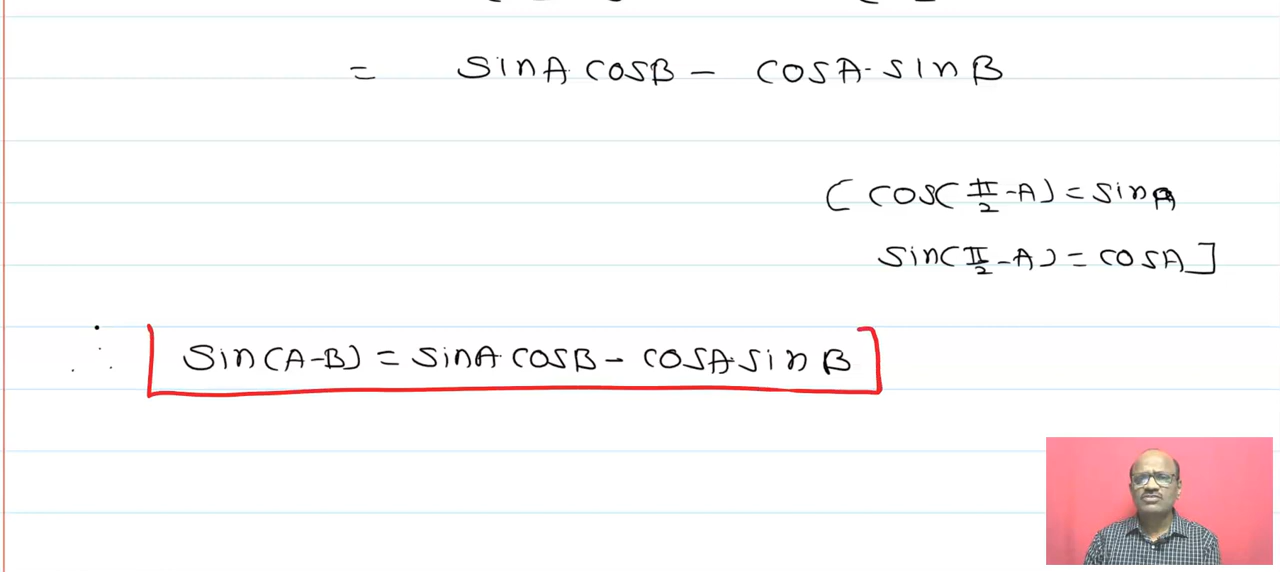 = sinA cosB - cosA. sinB
[ cos(π/2 -A) = sinA
sin(π/2 -A) = cosA ]
∴ sin(A-B) = sinA cosB - cosA sinB